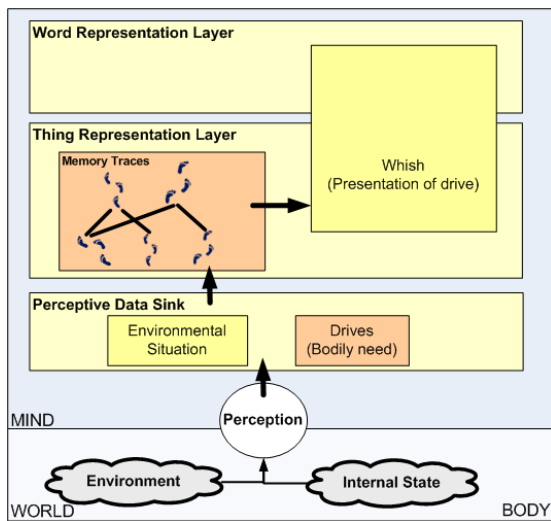 Word Representation Layer
Thing Representation Layer
Memory Traces
Whish
(Presentation of drive)
Perceptive Data Sink
Environmental
Situation
Drives
(Bodily need)
MIND
Perception
Environment
Internal State
WORLD
BODY